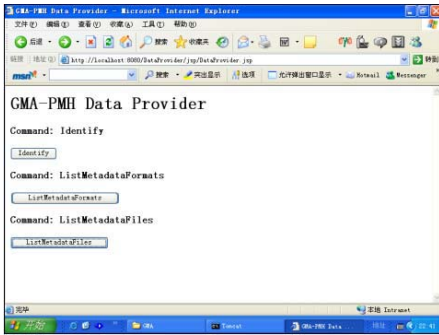 GMA-PMH Data Provider - Microsoft Internet Explorer
文件(F) 编辑(E) 查看(V) 收藏(A) 工具(T) 帮助(H)
后退 搜索 收藏夹
地址(D) http://localhost:8080/DataProvider/jsp/DataProvider.jsp 转到
msn 搜索 突出显示 选项 允许弹出窗口显示 Hotmail Messenger
GMA-PMH Data Provider
Command: Identify
Identify
Command: ListMetadataFormats
ListMetadataFormats
Command: ListMetadataFiles
ListMetadataFiles
完毕 本地 Intranet
开始 GMA Tomcat GMA-PMH Data 22:41